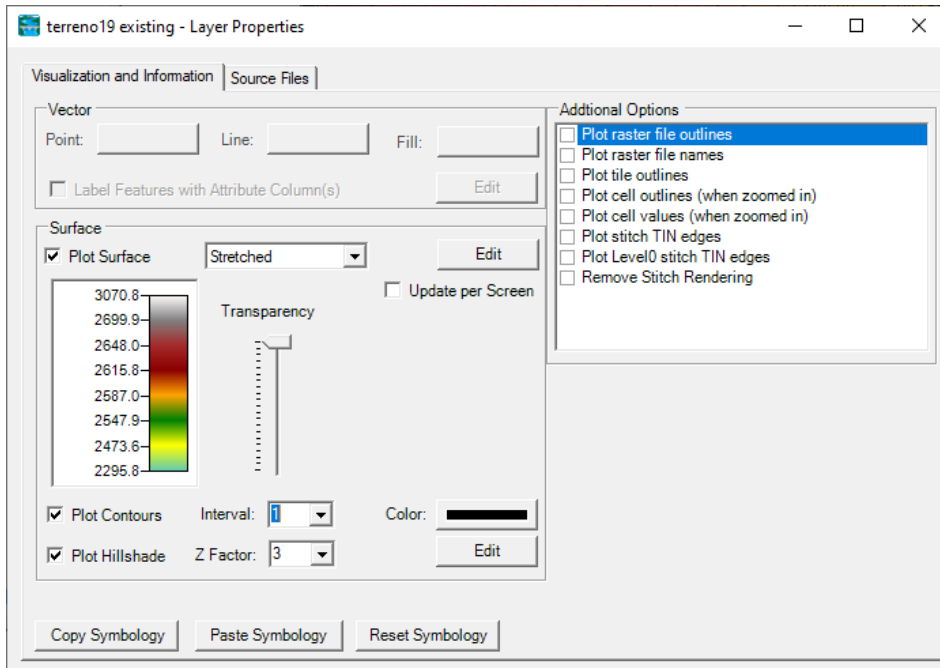 terreno19 existing - Layer Properties
Visualization and Information
Source Files
Vector
Point:
Line:
Fill:
Label Features with Attribute Column(s)
Edit
Surface
Plot Surface
Stretched
Edit
Update per Screen
3070.8
2699.9
2648.0
2615.8
2587.0
2547.9
2473.6
2295.8
Transparency
Plot Contours
Interval:
1
Color:
Plot Hillshade
Z Factor:
3
Edit
Addtional Options
Plot raster file outlines
Plot raster file names
Plot tile outlines
Plot cell outlines (when zoomed in)
Plot cell values (when zoomed in)
Plot stitch TIN edges
Plot Level0 stitch TIN edges
Remove Stitch Rendering
Copy Symbology
Paste Symbology
Reset Symbology